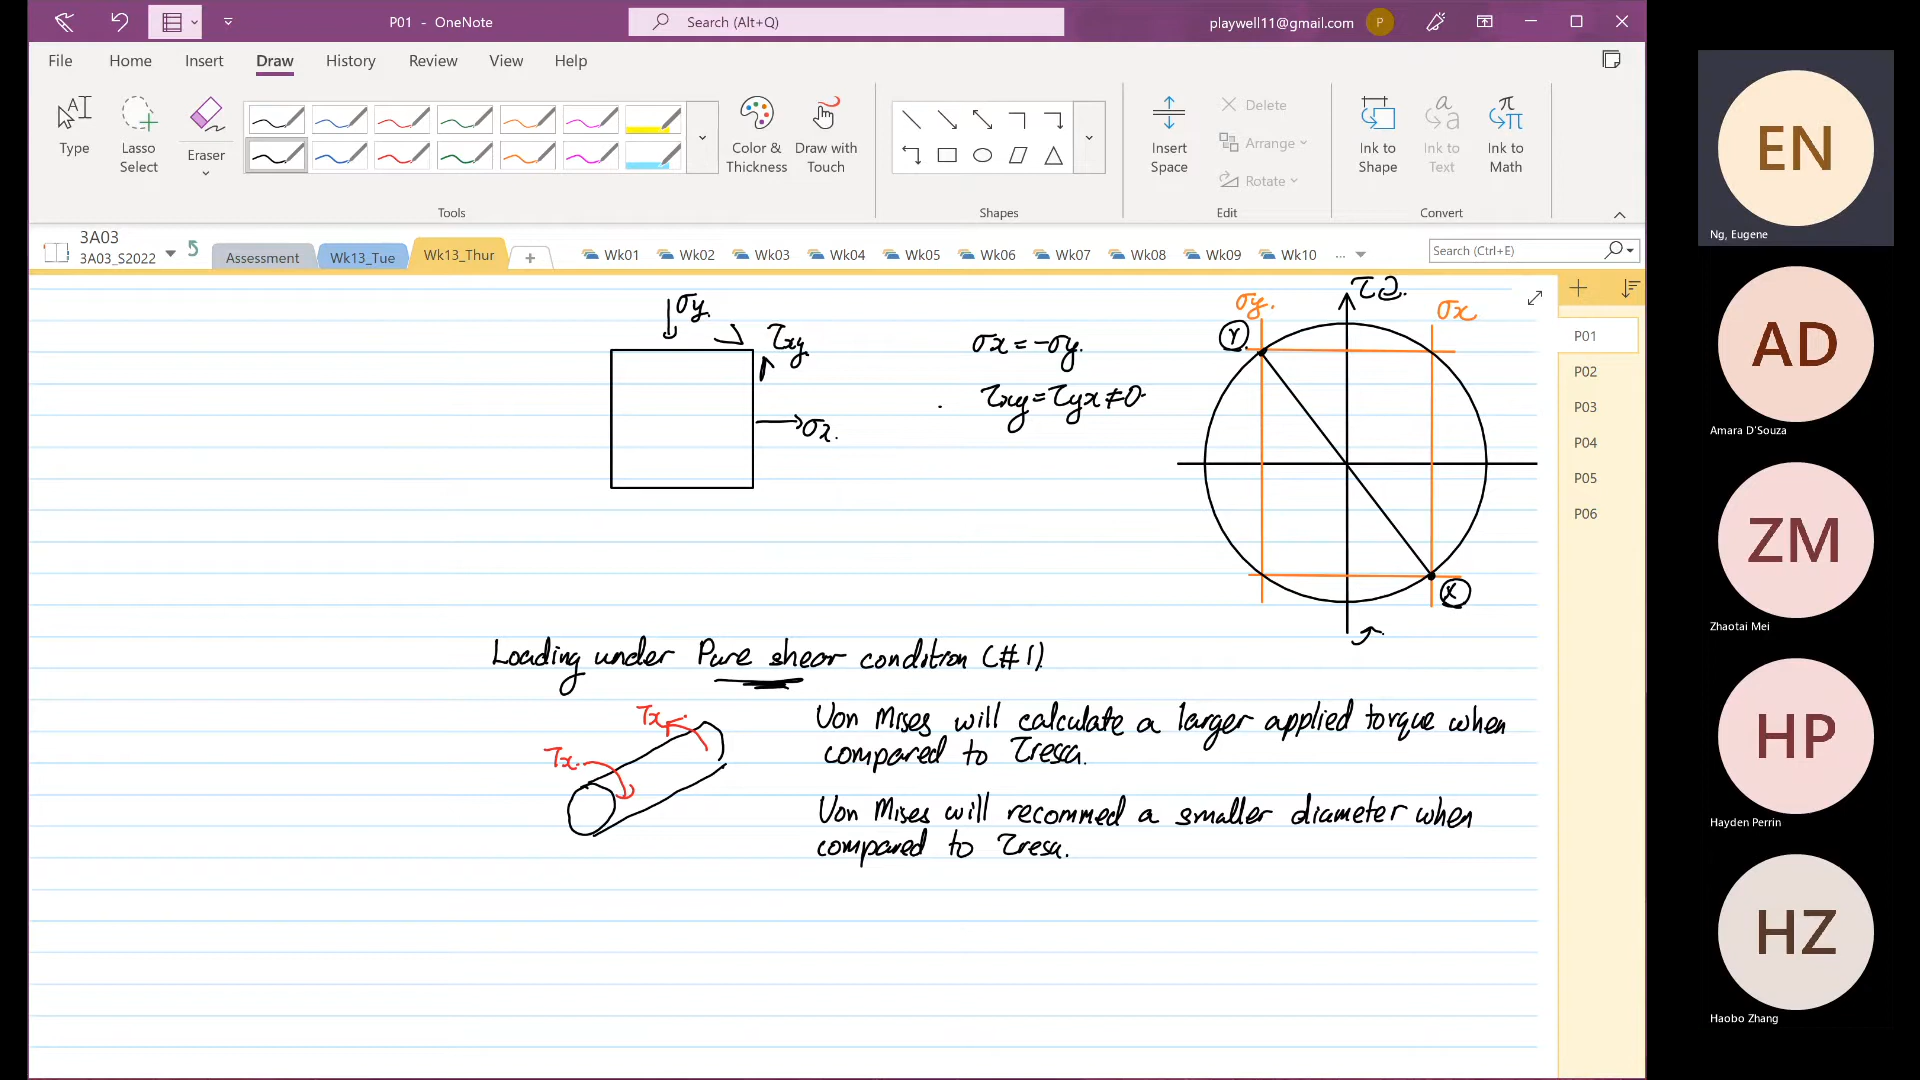 P01 - OneNote
Search (Alt+Q)
playwell11@gmail.com
P
File Home Insert Draw History Review View Help
Type
Lasso Select
Eraser
Color & Thickness
Draw with Touch
Insert Space
Delete
Arrange
Rotate
Ink to Shape
Ink to Text
Ink to Math
Tools
Shapes
Edit
Convert
3A03
3A03_S2022
Assessment
Wk13_Tue
Wk13_Thur
Wk01
Wk02
Wk03
Wk04
Wk05
Wk06
Wk07
Wk08
Wk09
Wk10
...
Search (Ctrl+E)
P01
P02
P03
P04
P05
P06
σy
τxy
σx.
σx = -σy.
τxy = τyx ≠ 0
σy.
τ
σx
Y
X
Loading under Pure shear condition (#1)
Tx
Tx.
Von Mises will calculate a larger applied torque when
compared to Tresca.
Von Mises will recommed a smaller diameter when
compared to Tresca.
EN
Ng, Eugene
AD
Amara D'Souza
ZM
Zhaotai Mei
HP
Hayden Perrin
HZ
Haobo Zhang